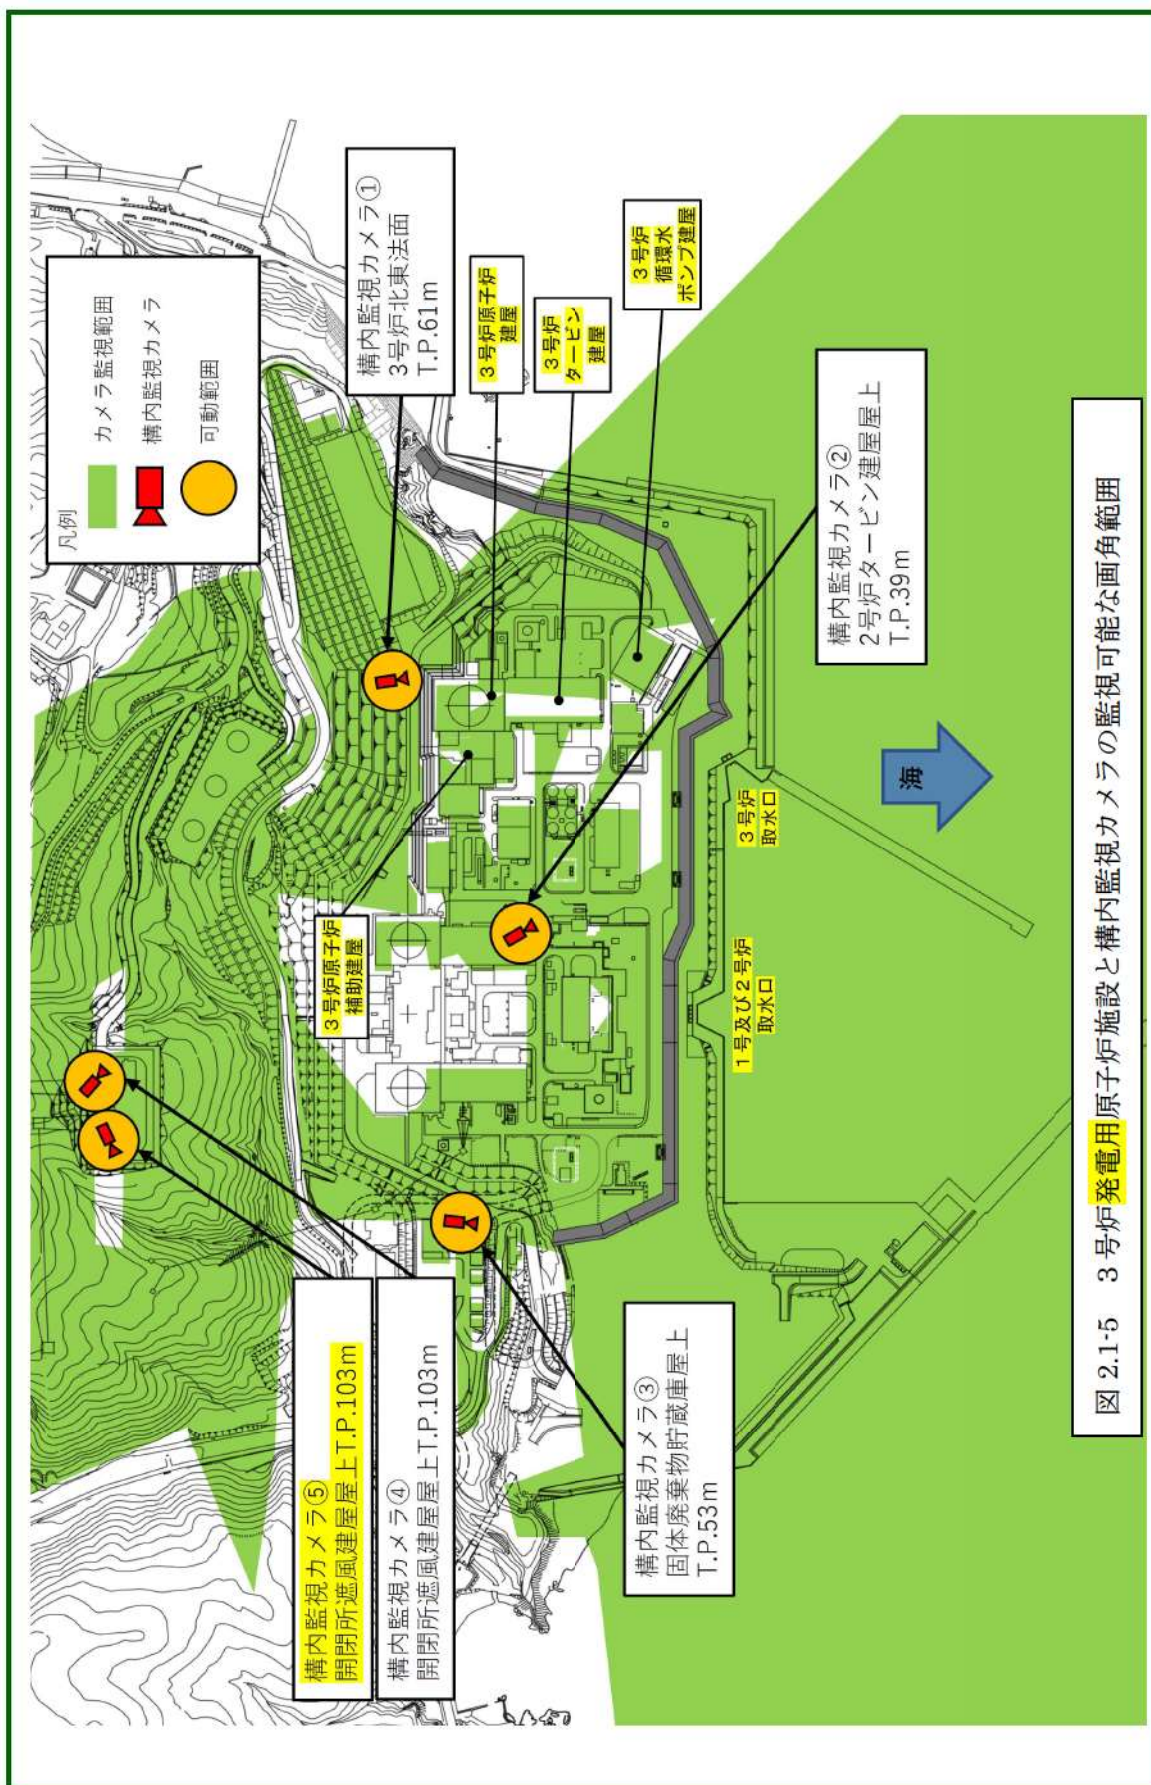 凡例
カメラ監視範囲
構内監視カメラ
可動範囲
構内監視カメラ①
3号炉北東法面
T.P.61m
3号炉原子炉
建屋
3号炉
タービン
建屋
3号炉
循環水
ポンプ建屋
構内監視カメラ②
2号炉タービン建屋屋上
T.P.39m
3号炉原子炉
補助建屋
海
3号炉
取水口
1号及び2号炉
取水口
構内監視カメラ⑤
開閉所遮風建屋屋上T.P.103m
構内監視カメラ④
開閉所遮風建屋屋上T.P.103m
構内監視カメラ③
固体廃棄物貯蔵庫屋上
T.P.53m
図 2.1-5 3号炉発電用原子炉施設と構内監視カメラの監視可能な画角範囲